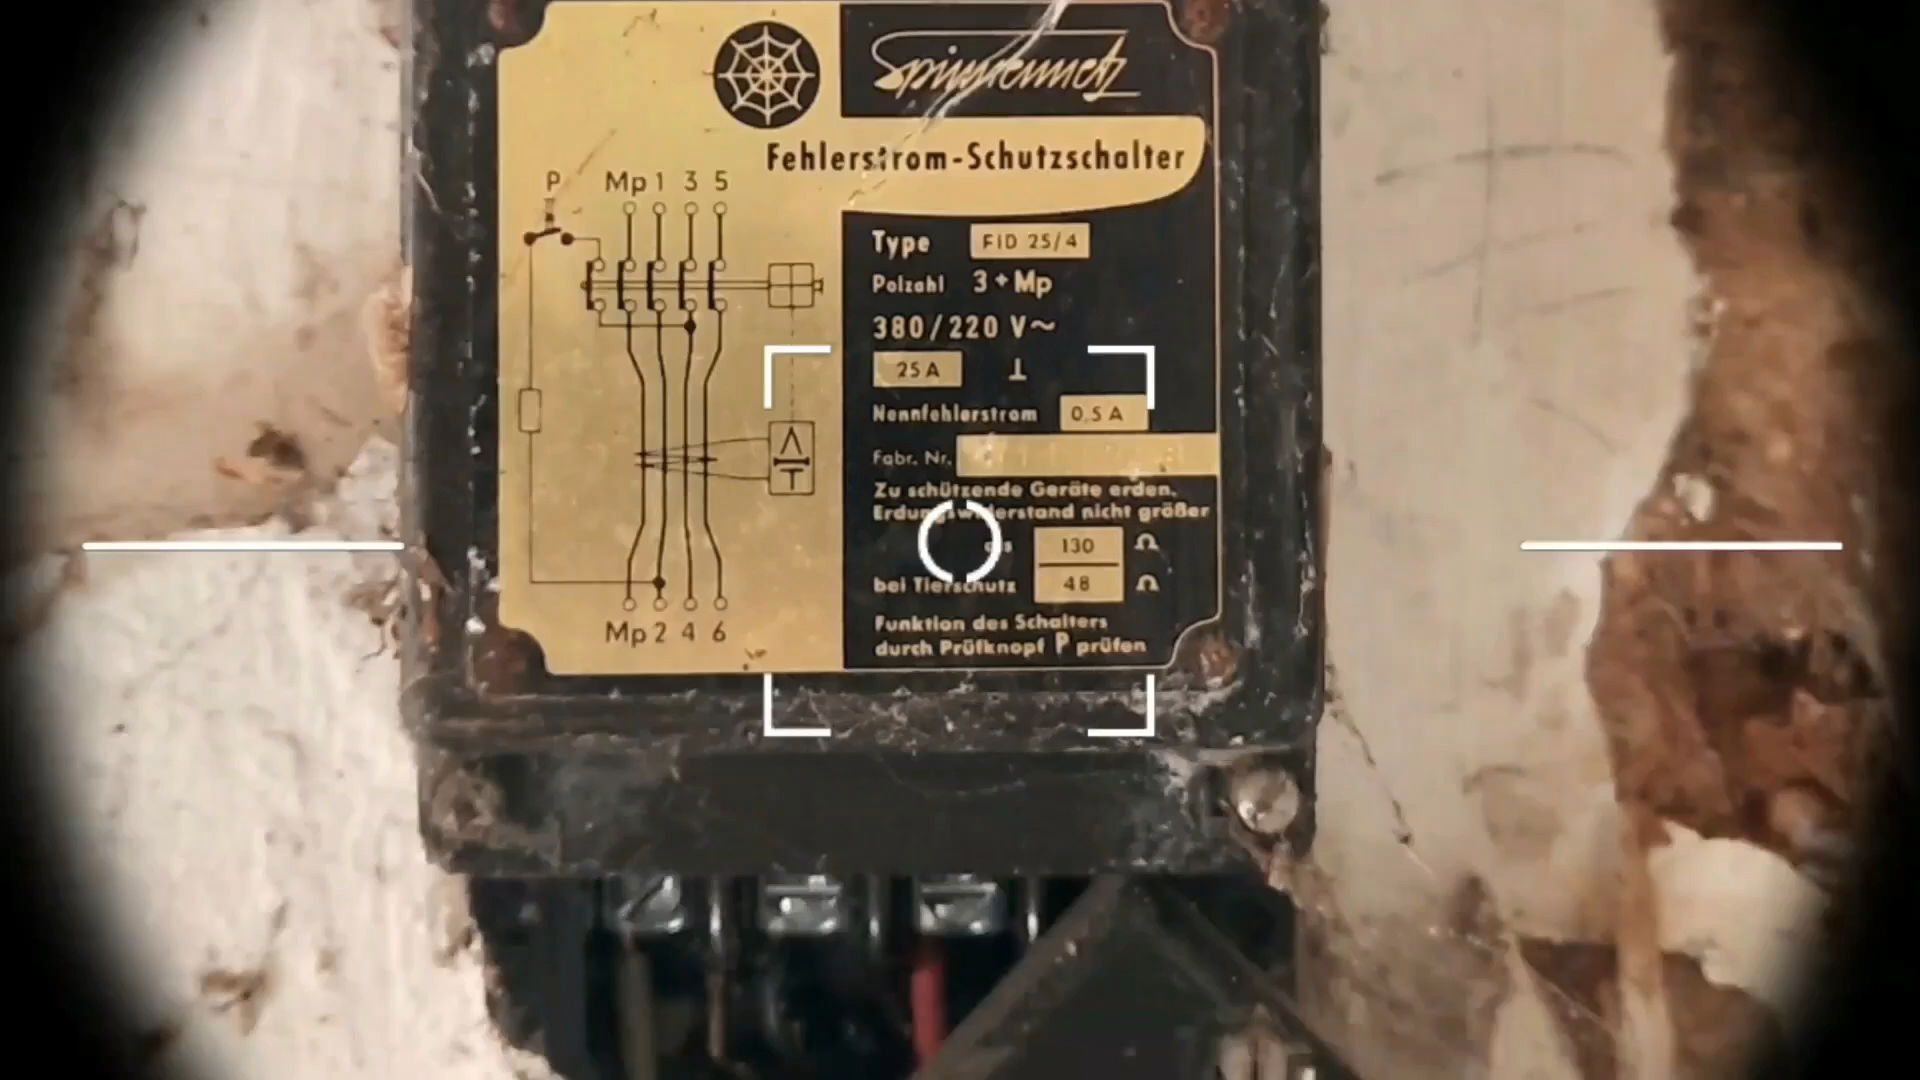 Spinnennetz
Fehlerstrom-Schutzschalter
P Mp 1 3 5
Type FID 25/4
Polzahl 3+Mp
380/220 V~
25 A ⊥
Nennfehlerstrom 0,5 A
Fabr. Nr.
Zu schützende Geräte erden.
Erdungswiderstand nicht größer
als 130 Ω
bei Tierschutz 48 Ω
Mp 2 4 6
Funktion des Schalters
durch Prüfknopf P prüfen